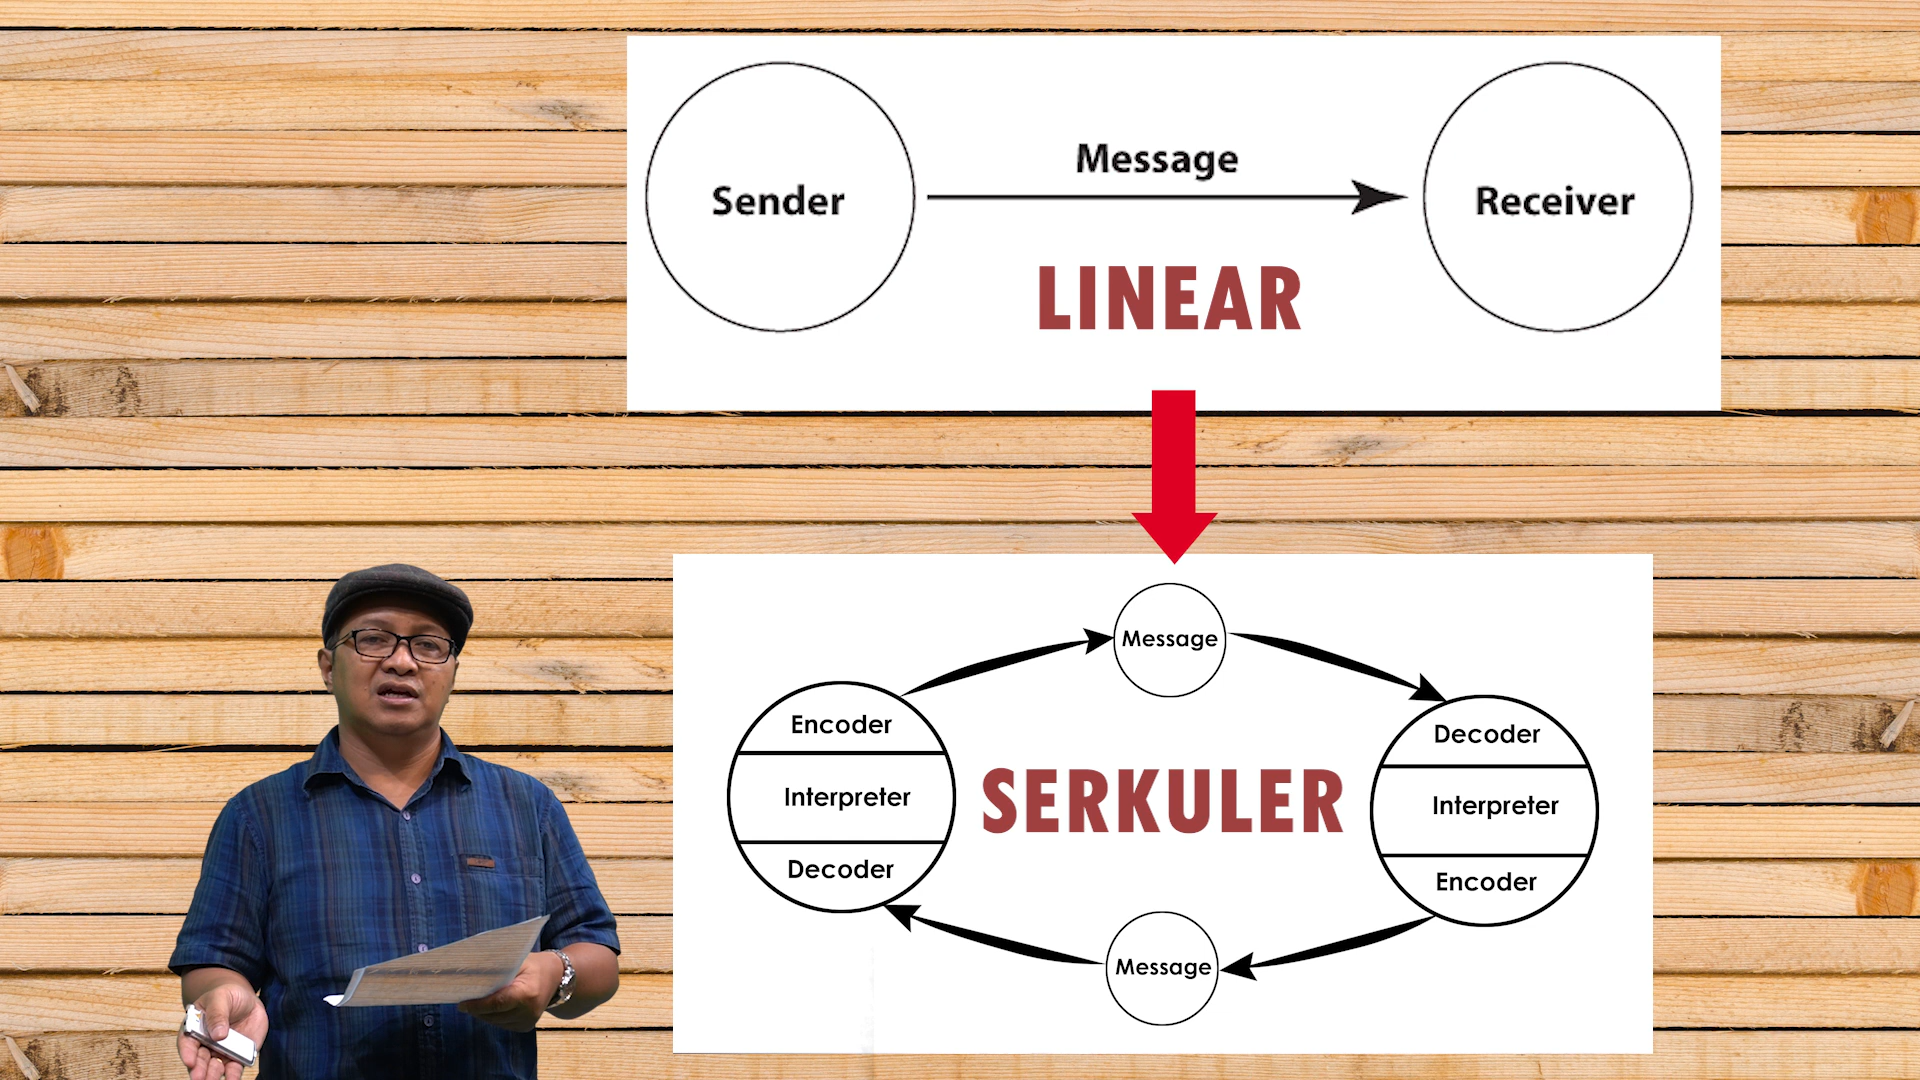 Message
Sender
Receiver
LINEAR
Message
Encoder
Interpreter
Decoder
SERKULER
Decoder
Interpreter
Encoder
Message